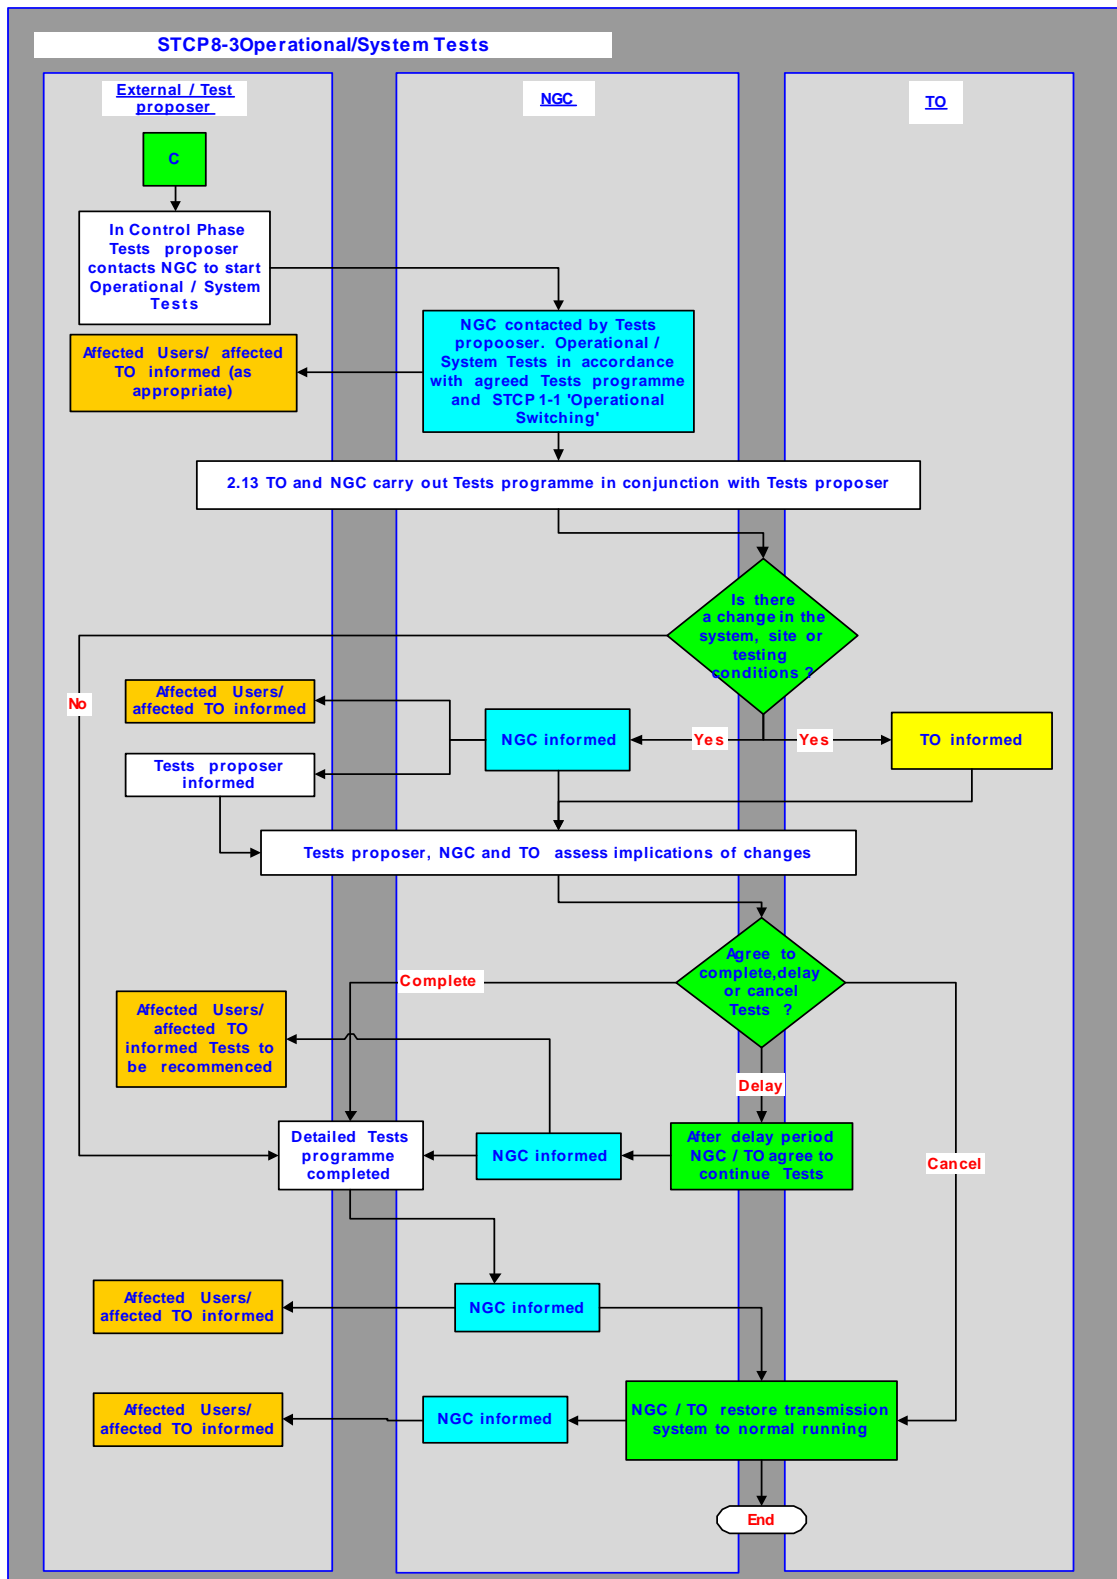 STCP8-3Operational/System Tests
External / Test
proposer
NGC
TO
C
In Control Phase
Tests proposer
contacts NGC to start
Operational / System
Tests
NGC contacted by Tests
propooser. Operational /
System Tests in accordance
with agreed Tests programme
and STCP 1-1 'Operational
Switching'
Affected Users/ affected
TO informed (as
appropriate)
2.13 TO and NGC carry out Tests programme in conjunction with Tests proposer
Is there
a change in the
system, site or
testing
conditions ?
No
Affected Users/
affected TO informed
NGC informed
Yes
Yes
TO informed
Tests proposer
informed
Tests proposer, NGC and TO assess implications of changes
Agree to
complete,delay
or cancel
Tests ?
Complete
Affected Users/
affected TO
informed Tests to
be recommenced
Delay
Detailed Tests
programme
completed
NGC informed
After delay period
NGC / TO agree to
continue Tests
Cancel
Affected Users/
affected TO informed
NGC informed
Affected Users/
affected TO informed
NGC informed
NGC / TO restore transmission
system to normal running
End